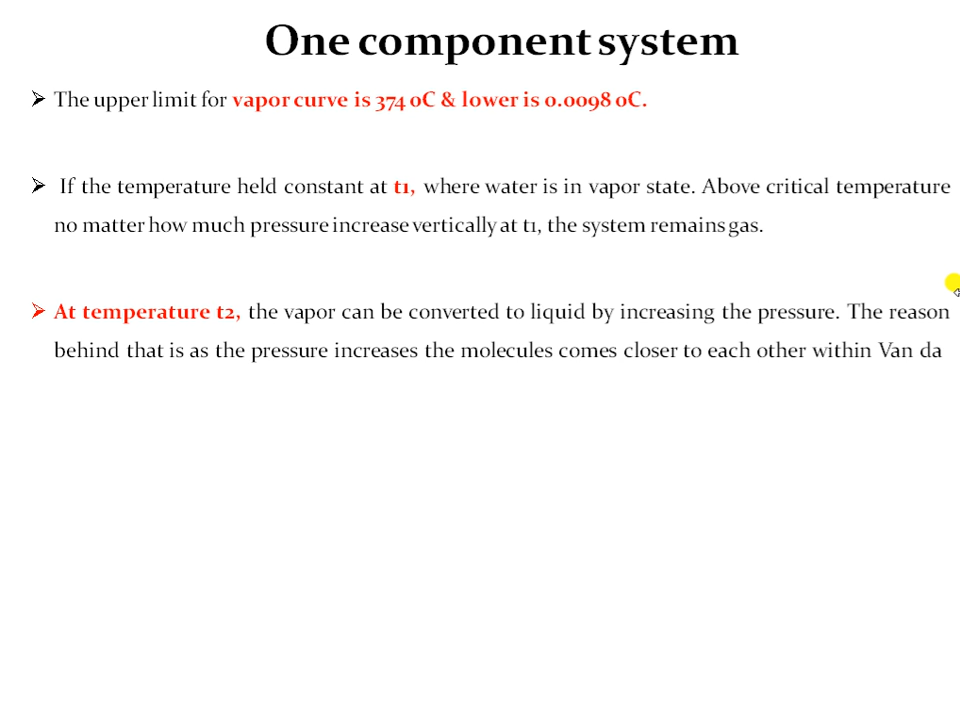 One component system
The upper limit for vapor curve is 374 0C & lower is 0.0098 0C.
If the temperature held constant at t1, where water is in vapor state. Above critical temperature
no matter how much pressure increase vertically at t1, the system remains gas.
At temperature t2, the vapor can be converted to liquid by increasing the pressure. The reason
behind that is as the pressure increases the molecules comes closer to each other within Van da